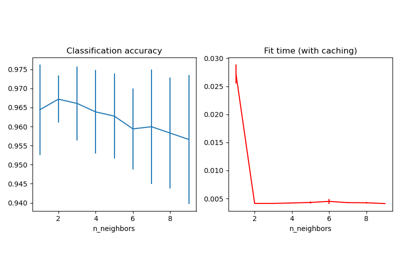 Classification accuracy
0.975
0.970
0.965
0.960
0.955
0.950
0.945
0.940
2 4 6 8
n_neighbors
Fit time (with caching)
0.030
0.025
0.020
0.015
0.010
0.005
2 4 6 8
n_neighbors